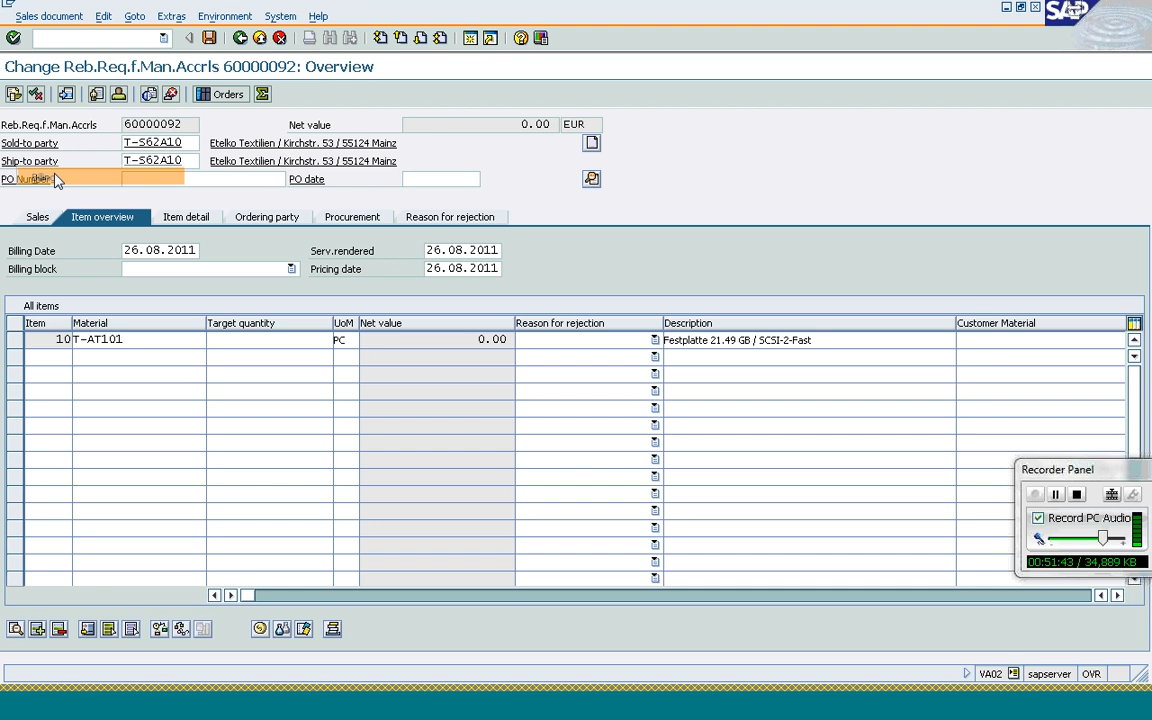 Sales document Edit Goto Extras Environment System Help
SAP
Change Reb.Req.f.Man.Accrls 60000092: Overview
Orders
Reb.Req.f.Man.Accrls 60000092 Net value 0.00 EUR
Sold-to party T-S62A10 Etelko Textilien / Kirchstr. 53 / 55124 Mainz
Ship-to party T-S62A10 Etelko Textilien / Kirchstr. 53 / 55124 Mainz
PO Number PO date
Sales Item overview Item detail Ordering party Procurement Reason for rejection
Billing Date 26.08.2011 Serv.rendered 26.08.2011
Billing block Pricing date 26.08.2011
All items
Item Material Target quantity UoM Net value Reason for rejection Description Customer Material
10 T-AT101 PC 0.00 Festplatte 21.49 GB / SCSI-2-Fast
Recorder Panel
Record PC Audio
00:51:43 / 34,889 KB
VA02 sapserver OVR